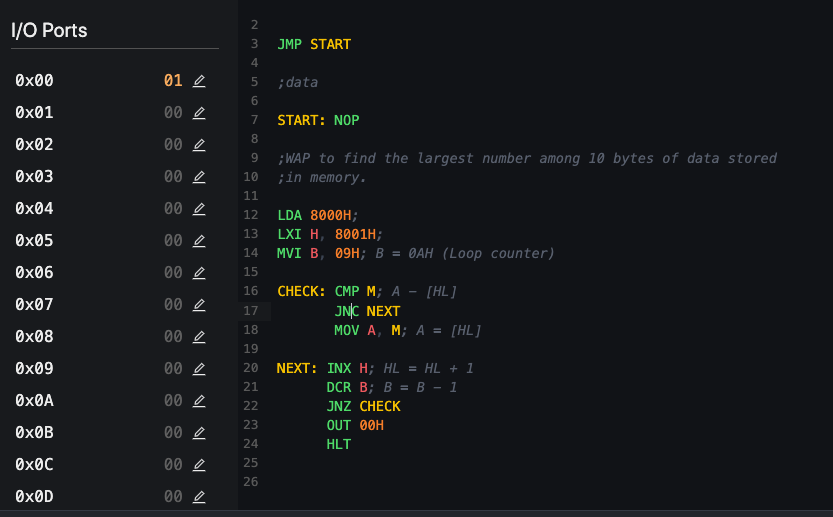 I/O Ports
0x00 01
0x01 00
0x02 00
0x03 00
0x04 00
0x05 00
0x06 00
0x07 00
0x08 00
0x09 00
0x0A 00
0x0B 00
0x0C 00
0x0D 00
2
3 JMP START
4
5 ;data
6
7 START: NOP
8
9 ;WAP to find the largest number among 10 bytes of data stored
10 ;in memory.
11
12 LDA 8000H;
13 LXI H, 8001H;
14 MVI B, 09H; B = 0AH (Loop counter)
15
16 CHECK: CMP M; A - [HL]
17 JNC NEXT
18 MOV A, M; A = [HL]
19
20 NEXT: INX H; HL = HL + 1
21 DCR B; B = B - 1
22 JNZ CHECK
23 OUT 00H
24 HLT
25
26